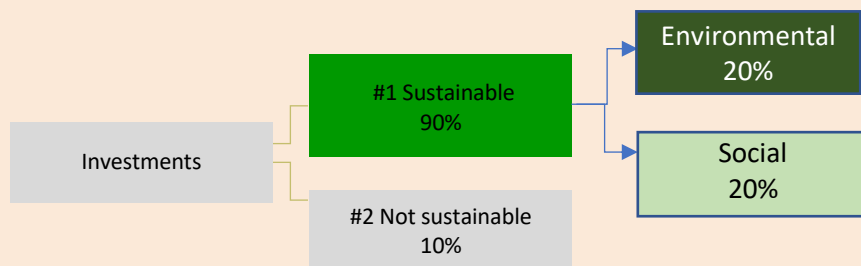 Investments
#1 Sustainable
90%
#2 Not sustainable
10%
Environmental
20%
Social
20%